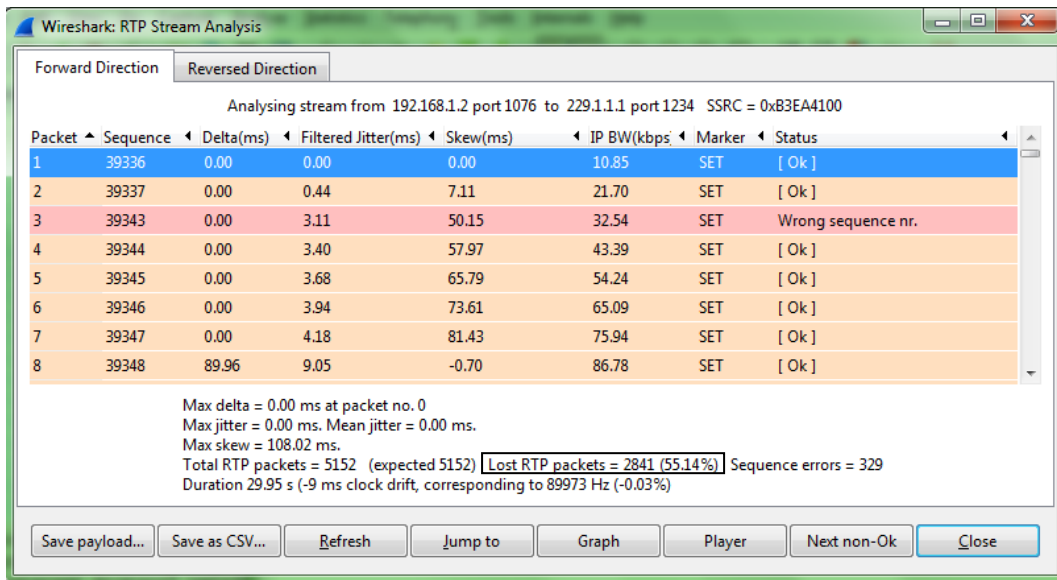 Wireshark: RTP Stream Analysis
Forward Direction Reversed Direction
Analysing stream from 192.168.1.2 port 1076 to 229.1.1.1 port 1234 SSRC = 0xB3EA4100
Packet Sequence Delta(ms) Filtered Jitter(ms) Skew(ms) IP BW(kbps) Marker Status
1 39336 0.00 0.00 0.00 10.85 SET [ Ok ]
2 39337 0.00 0.44 7.11 21.70 SET [ Ok ]
3 39343 0.00 3.11 50.15 32.54 SET Wrong sequence nr.
4 39344 0.00 3.40 57.97 43.39 SET [ Ok ]
5 39345 0.00 3.68 65.79 54.24 SET [ Ok ]
6 39346 0.00 3.94 73.61 65.09 SET [ Ok ]
7 39347 0.00 4.18 81.43 75.94 SET [ Ok ]
8 39348 89.96 9.05 -0.70 86.78 SET [ Ok ]
Max delta = 0.00 ms at packet no. 0
Max jitter = 0.00 ms. Mean jitter = 0.00 ms.
Max skew = 108.02 ms.
Total RTP packets = 5152 (expected 5152) Lost RTP packets = 2841 (55.14%) Sequence errors = 329
Duration 29.95 s (-9 ms clock drift, corresponding to 89973 Hz (-0.03%)
Save payload... Save as CSV... Refresh Jump to Graph Player Next non-Ok Close